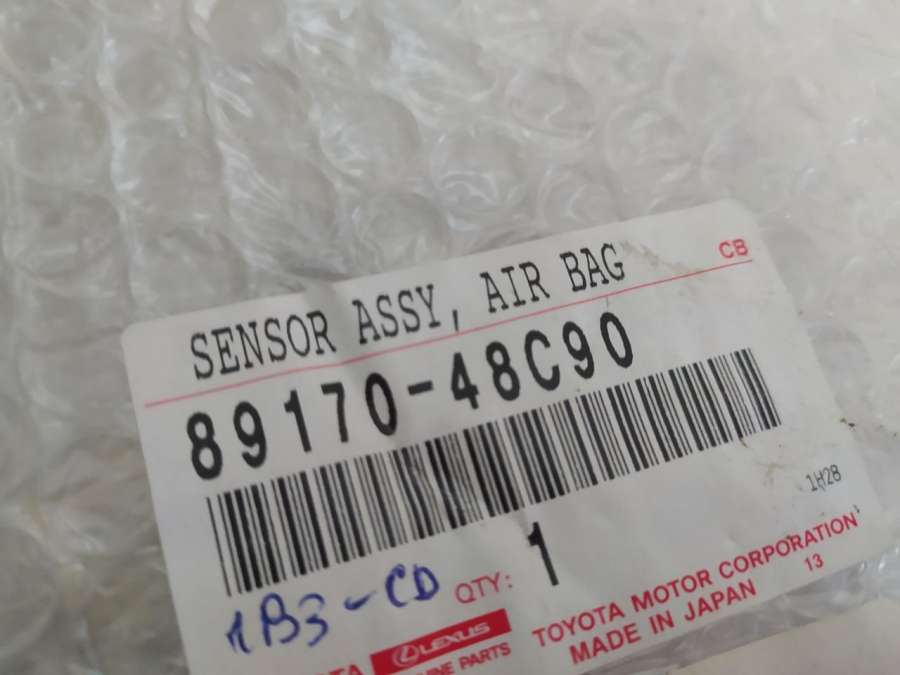 SENSOR ASSY, AIR BAG
CB
89170-48C90
1H28
1B3-CD
QTY: 1
TOYOTA MOTOR CORPORATION
MADE IN JAPAN
13
LEXUS
PARTS